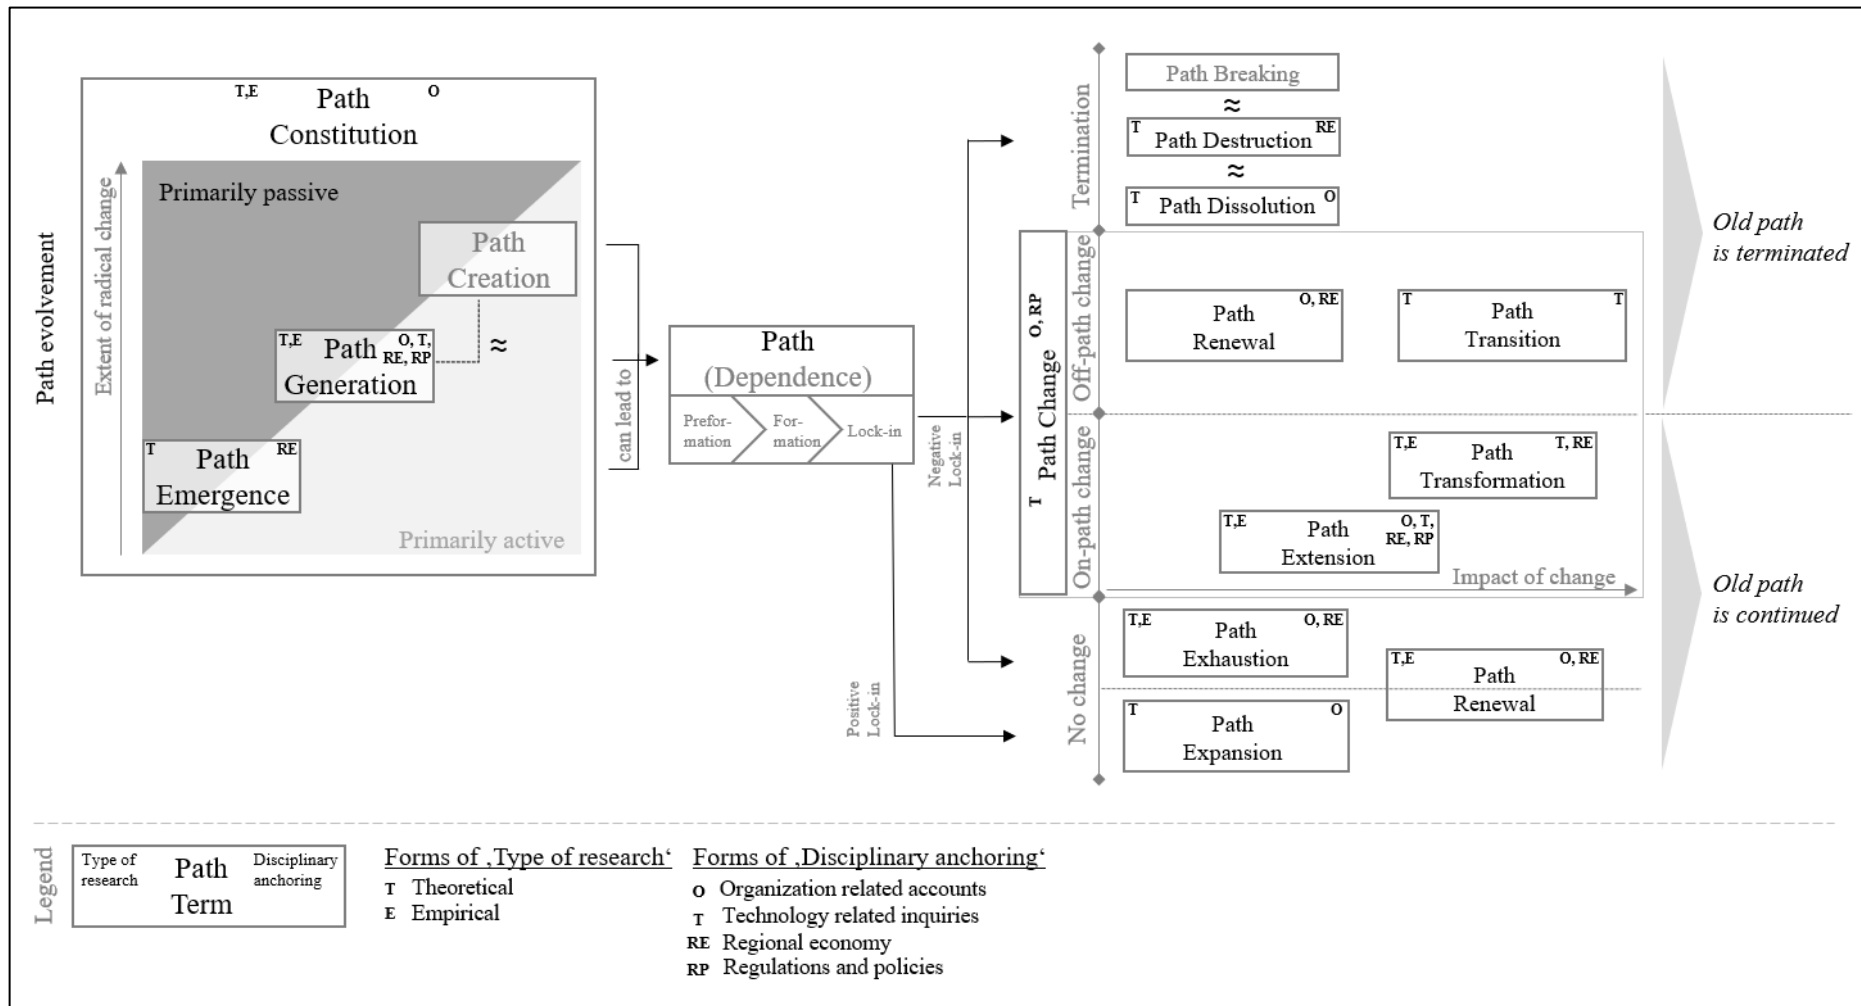 Path evolvement
T,E
Path
Constitution
O
Extent of radical change
Primarily passive
Path
Creation
T,E
Path
Generation
O, T,
RE, RP
≈
T
Path
Emergence
RE
Primarily active
can lead to
Path
(Dependence)
Prefor-
mation
For-
mation
Lock-in
Negative
Lock-in
Positive
Lock-in
Termination
Path Breaking
≈
T
Path Destruction
RE
≈
T
Path Dissolution
O
T
Path Change
O, RP
Off-path change
Path
Renewal
O, RE
T
Path
Transition
T
On-path change
T,E
Path
Transformation
T, RE
T,E
Path
Extension
O, T,
RE, RP
Impact of change
No change
T,E
Path
Exhaustion
O, RE
T,E
Path
Renewal
O, RE
T
Path
Expansion
O
Old path
is terminated
Old path
is continued
Legend
Type of
research
Path
Term
Disciplinary
anchoring
Forms of ‚Type of research‘
T Theoretical
E Empirical
Forms of ‚Disciplinary anchoring‘
O Organization related accounts
T Technology related inquiries
RE Regional economy
RP Regulations and policies